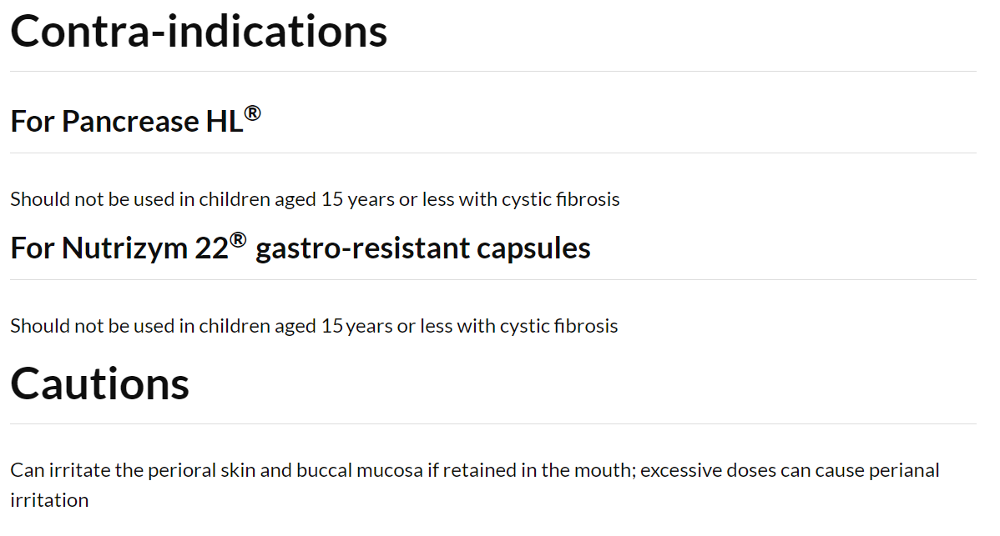 Contra-indications
For Pancrease HL®
Should not be used in children aged 15 years or less with cystic fibrosis
For Nutrizym 22® gastro-resistant capsules
Should not be used in children aged 15 years or less with cystic fibrosis
Cautions
Can irritate the perioral skin and buccal mucosa if retained in the mouth; excessive doses can cause perianal
irritation